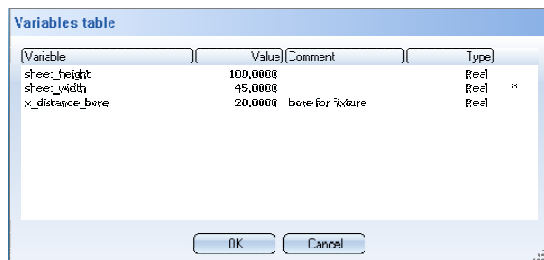 Variables table
Variable Value Comment Type
sheet_height 100,0000 Real
sheet_width 45,0000 Real *
x_distance_bore 20,0000 bore for fixture Real
OK Cancel